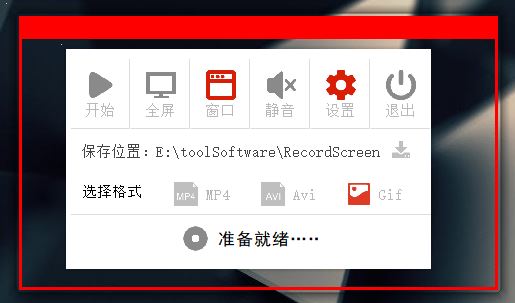 开始 全屏 窗口 静音 设置 退出
保存位置：E:\toolSoftware\RecordScreen
选择格式 MP4 MP4 AVI Avi Gif
准备就绪·····